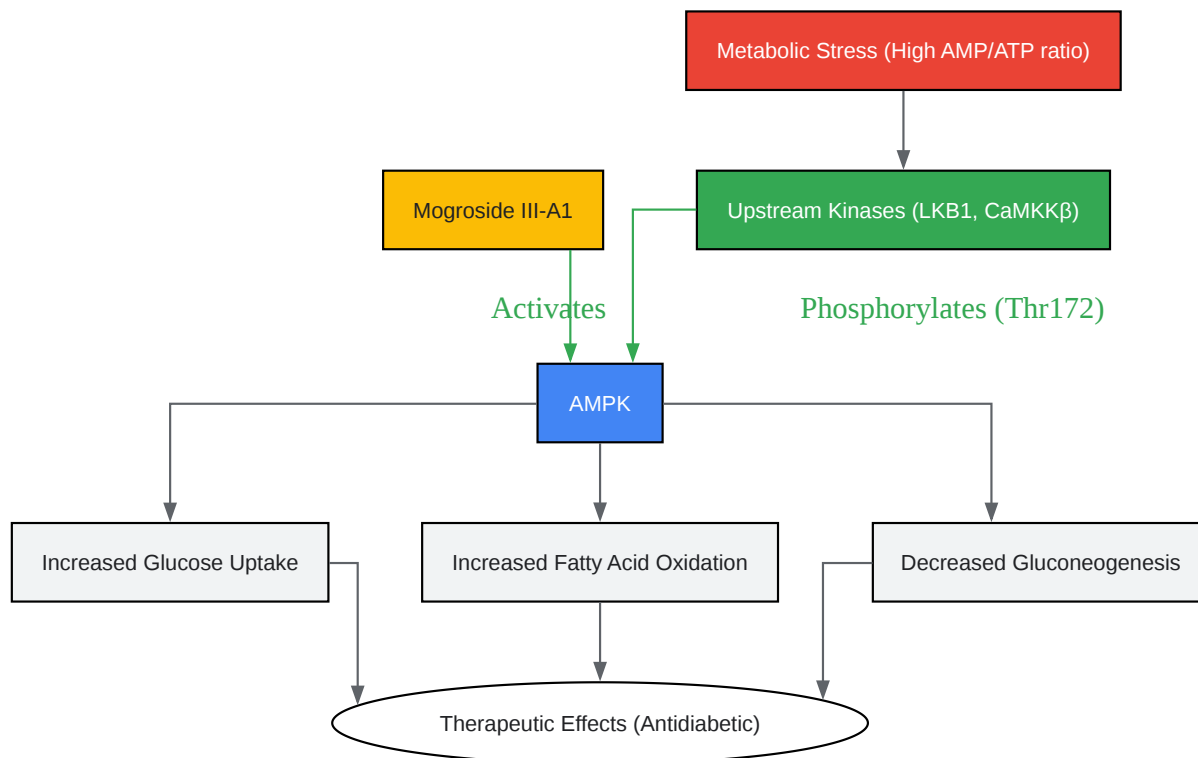 Metabolic Stress (High AMP/ATP ratio)
Mogroside III-A1
Upstream Kinases (LKB1, CaMKKβ)
Activates
Phosphorylates (Thr172)
AMPK
Increased Glucose Uptake
Increased Fatty Acid Oxidation
Decreased Gluconeogenesis
Therapeutic Effects (Antidiabetic)